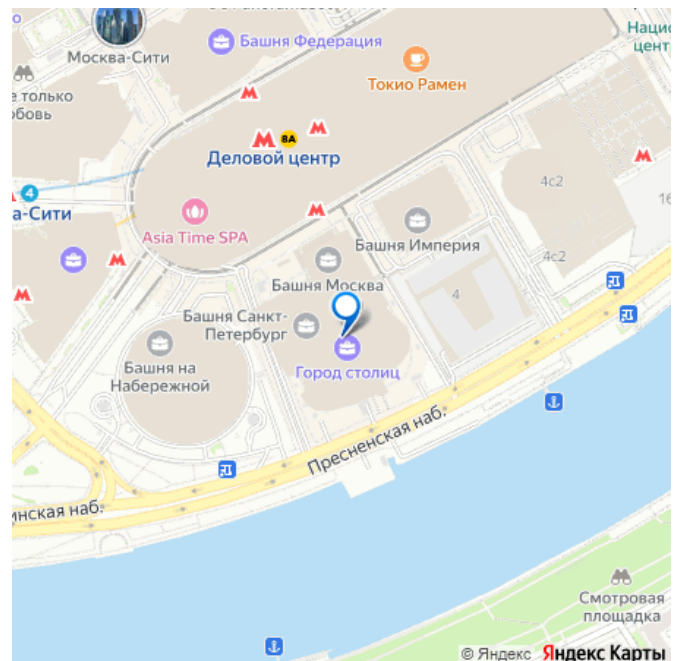 Москва-Сити
Башня Федерация
Токио Рамен
Нацио
цент
е только
юбовь
8А
Деловой центр
4с2
4
а-Сити
16
Asia Time SPA
Башня Империя
Башня Москва
4с2
4
Башня Санкт-
Петербург
Город столиц
Башня на
Набережной
Пресненская наб.
инская наб.
Смотровая
площадка
© Яндекс Яндекс Карты